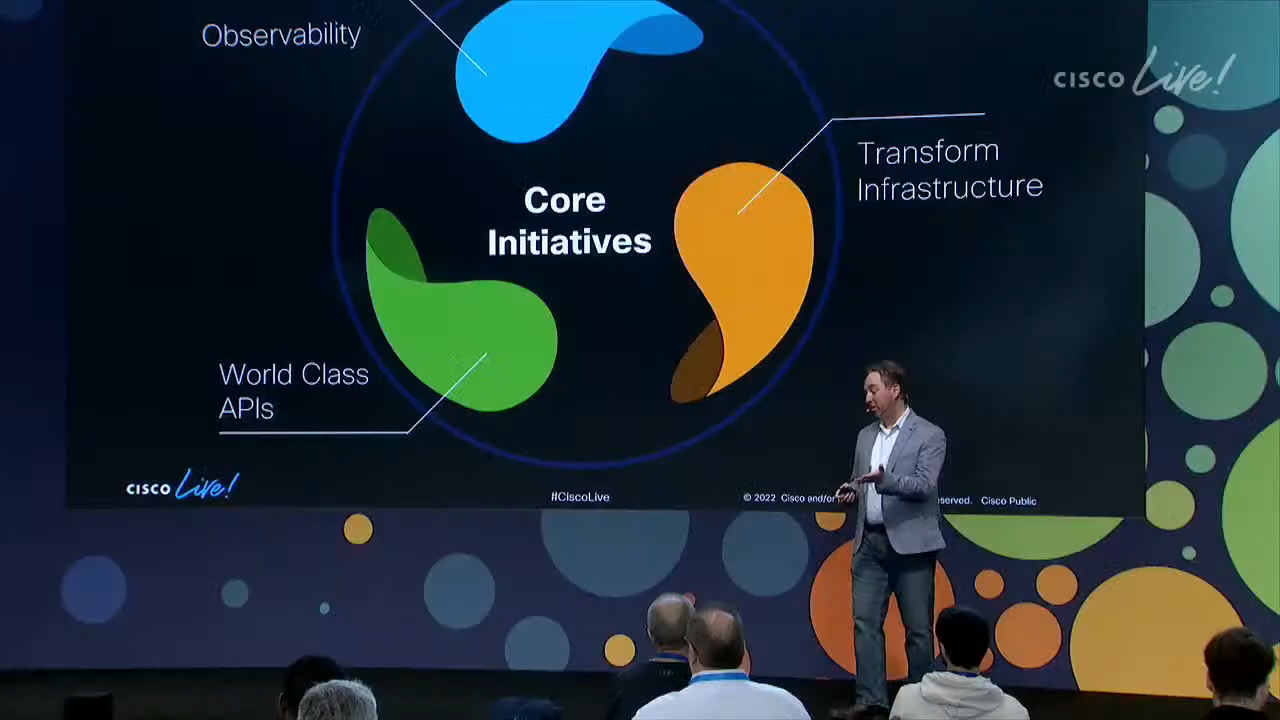 Observability
CISCO Live!
Transform
Infrastructure
Core
Initiatives
World Class
APIs
CISCO Live!
#CiscoLive
© 2022 Cisco and/or
eserved. Cisco Public